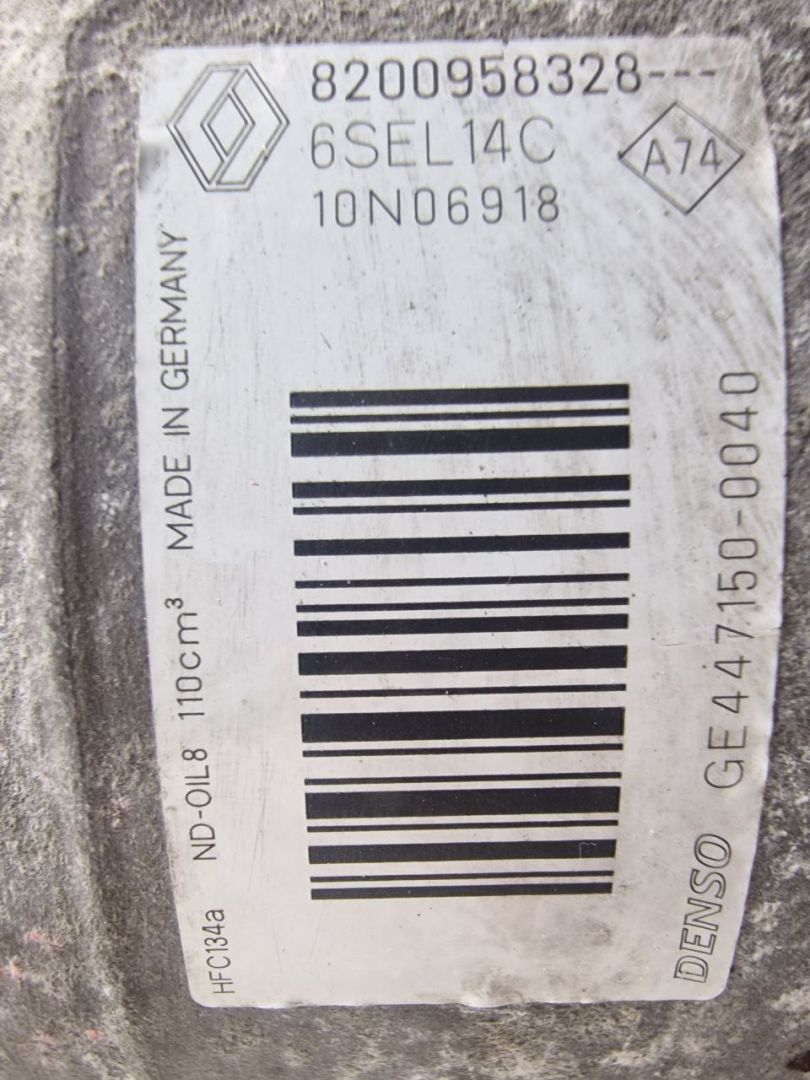 8200958328---
6SEL14C
A74
10N06918
MADE IN GERMANY
ND-OIL8 110cm³
HFC134a
GE447150-0040
DENSO